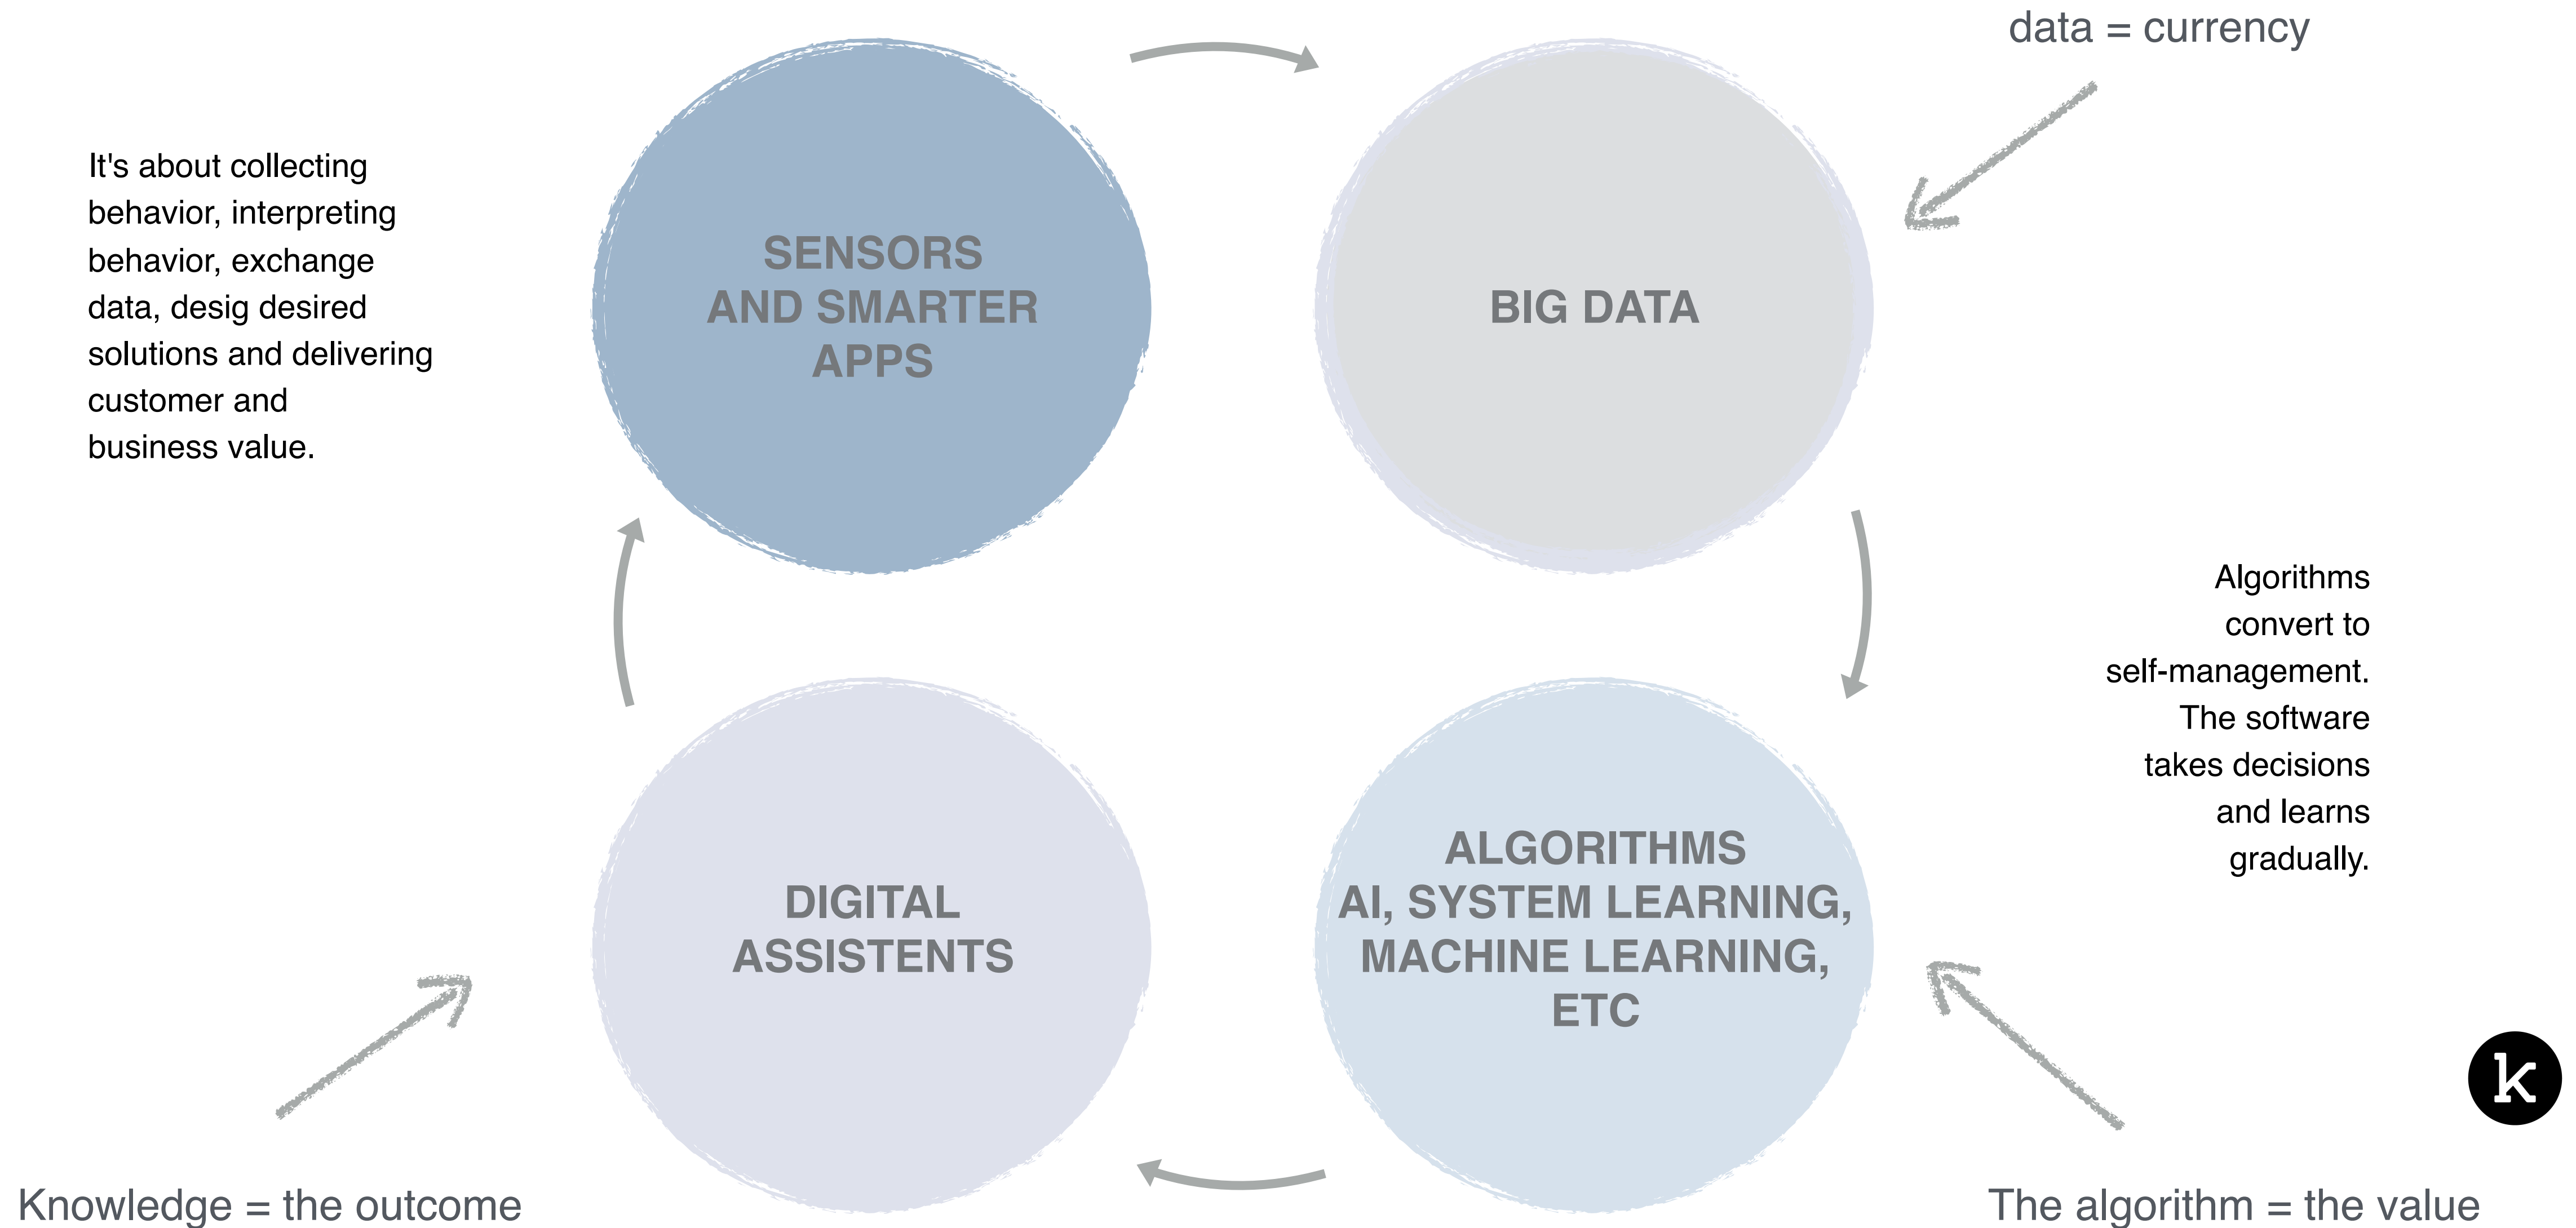 data = currency
It's about collecting
behavior, interpreting
behavior, exchange
data, desig desired
solutions and delivering
customer and
business value.
SENSORS
AND SMARTER
APPS
BIG DATA
Algorithms
convert to
self-management.
The software
takes decisions
and learns
gradually.
DIGITAL
ASSISTENTS
ALGORITHMS
AI, SYSTEM LEARNING,
MACHINE LEARNING,
ETC
k
Knowledge = the outcome
The algorithm = the value